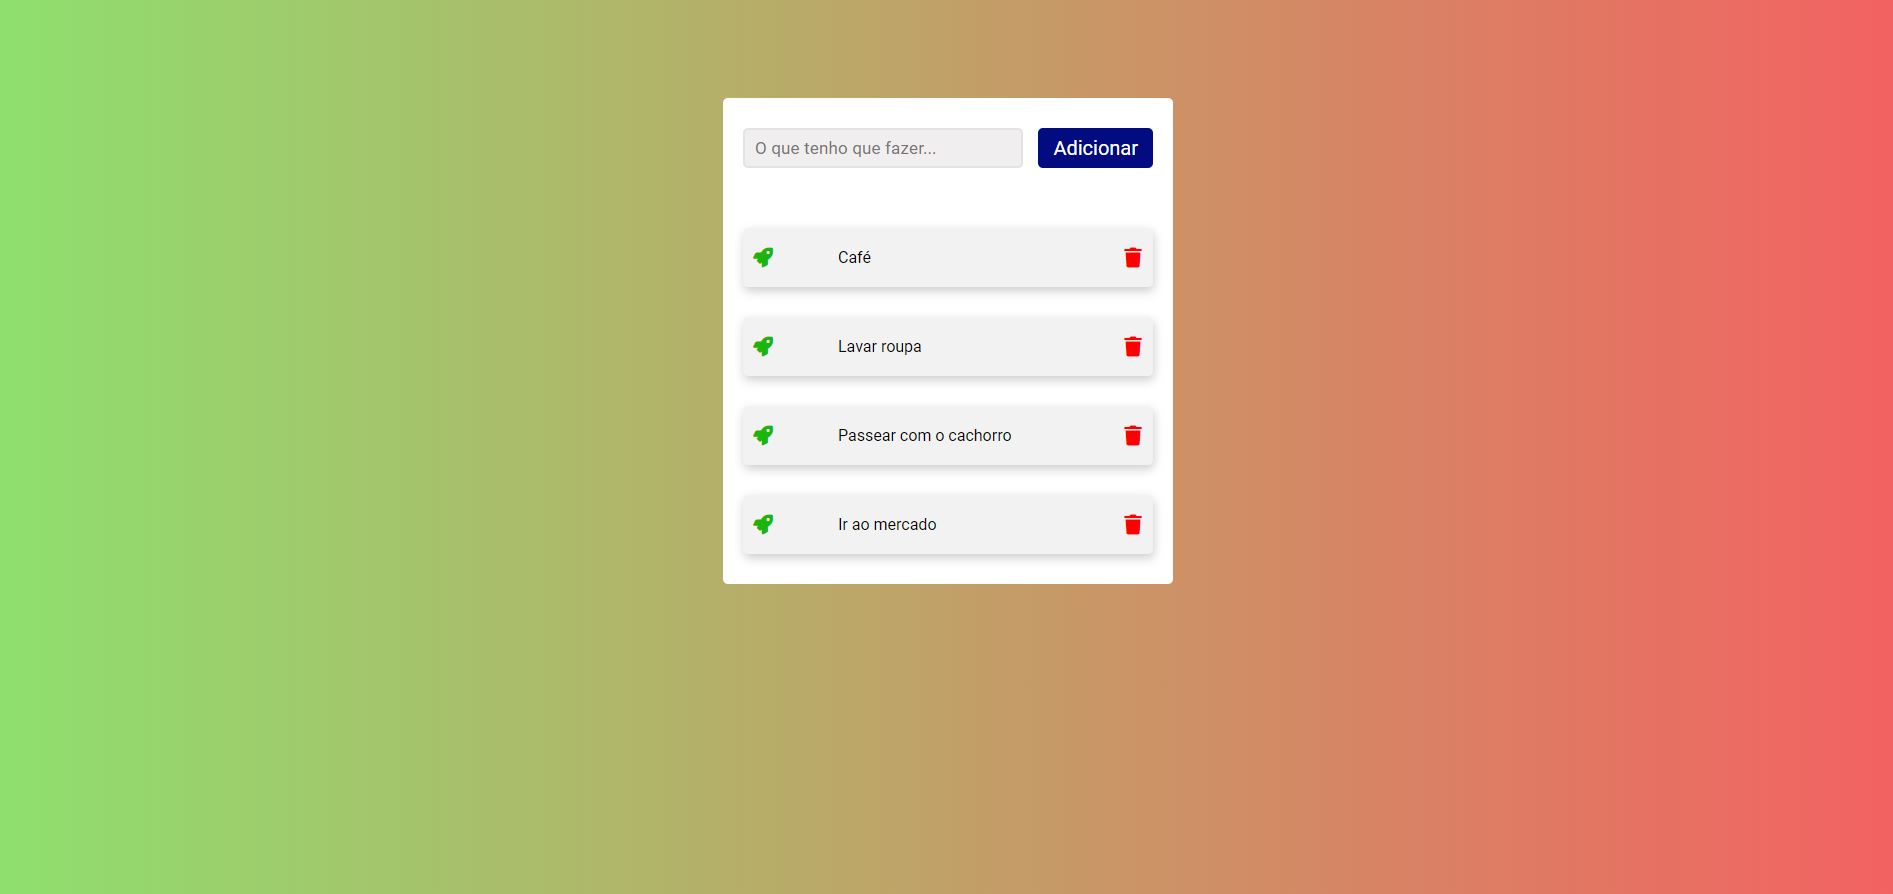 O que tenho que fazer...
Adicionar
Café
Lavar roupa
Passear com o cachorro
Ir ao mercado